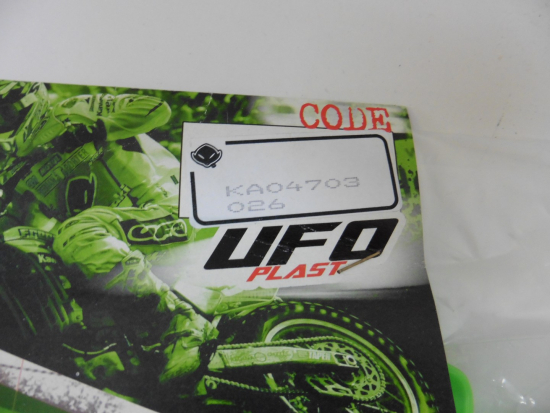 CODE
KA04703
026
UFO
PLAST